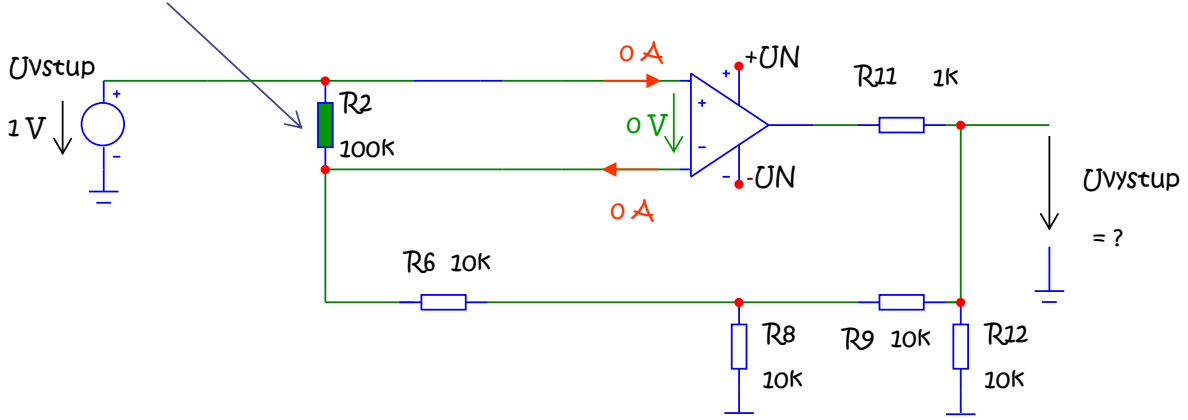 Uvstup
+
1 V
-
R2
100k
0 A
0 V
+
-
0 A
+
+UN
-
-UN
R11 1k
Uvystup
= ?
R6 10k
R8
10k
R9 10k
R12
10k